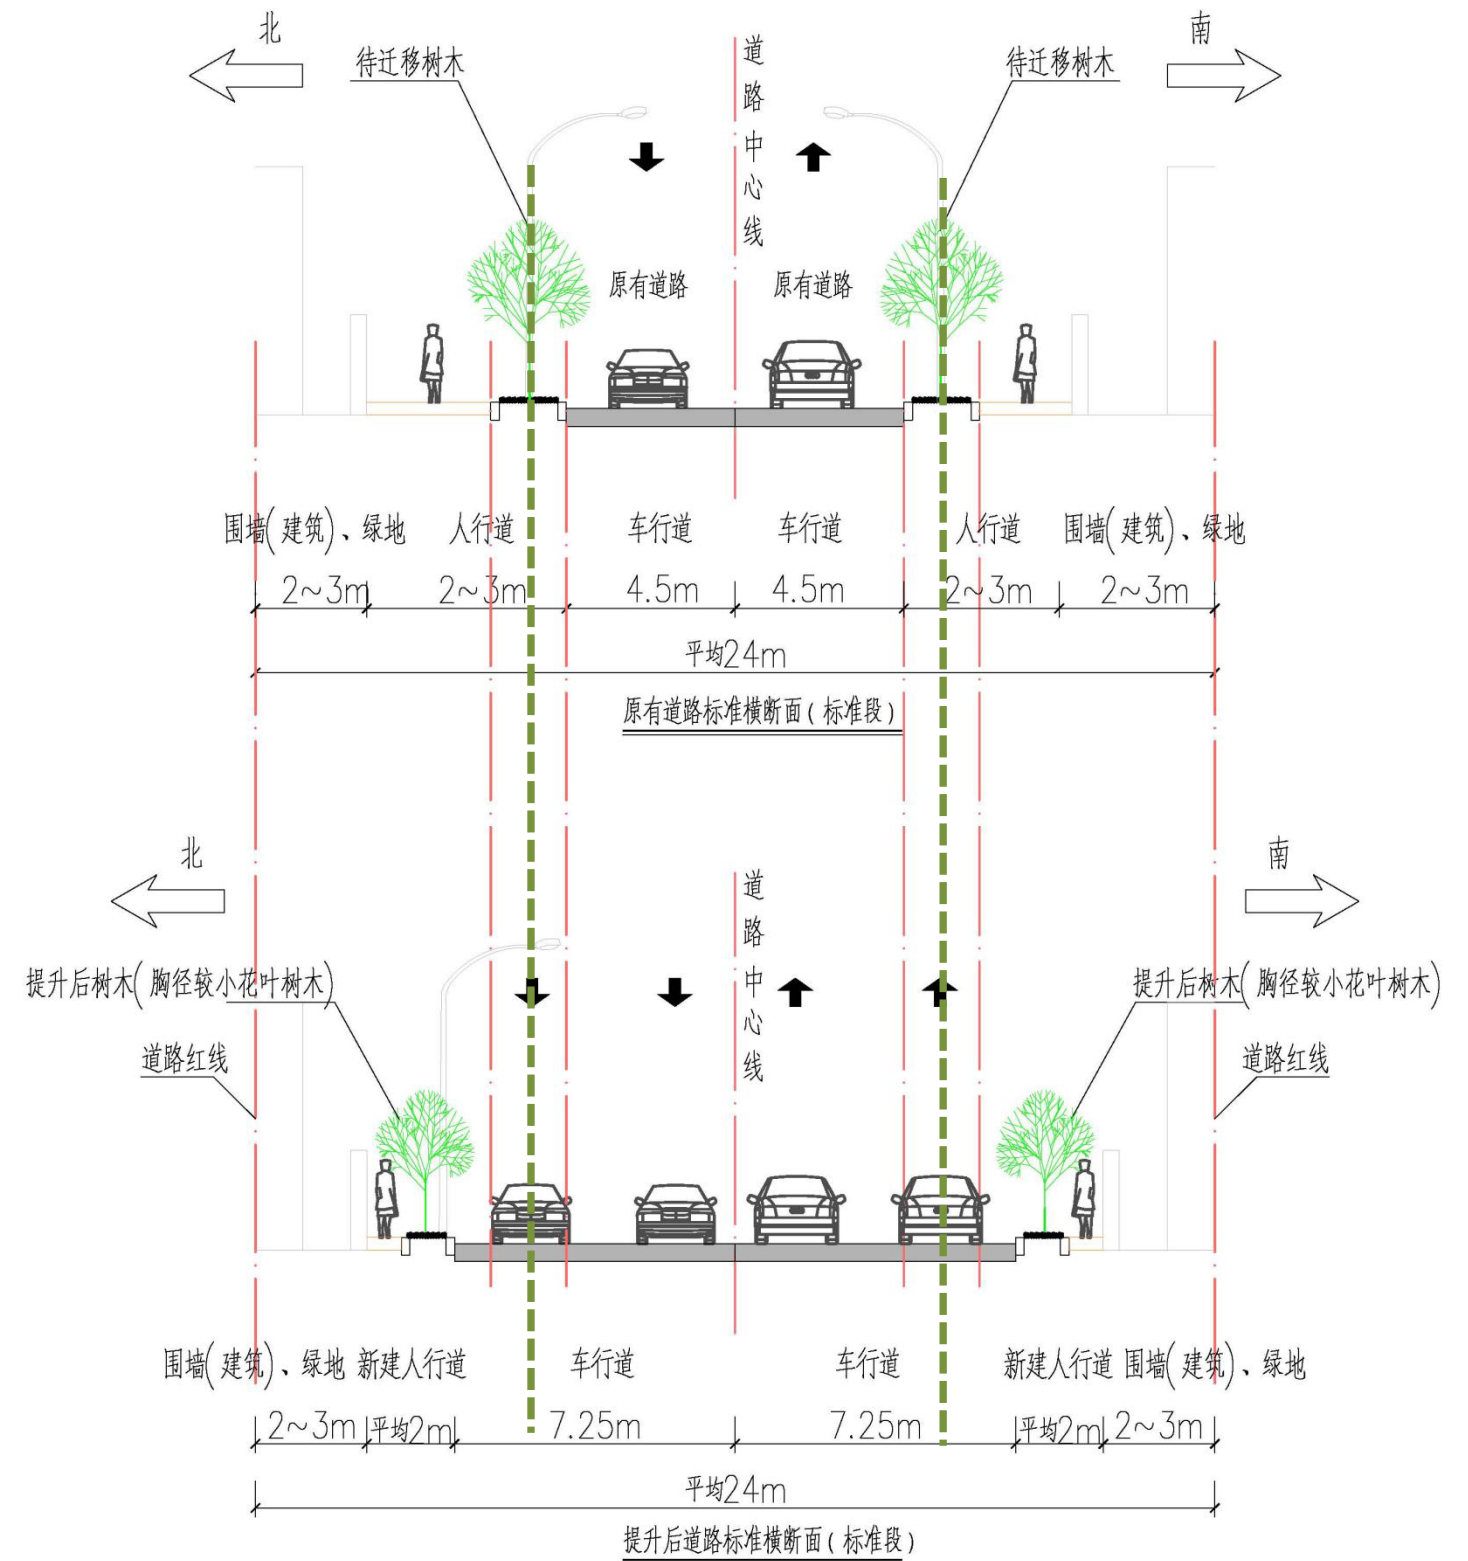 北
待迁移树木
道路中心线
待迁移树木
南
原有道路
原有道路
围墙(建筑)、绿地
人行道
车行道
车行道
人行道
围墙(建筑)、绿地
2~3m
2~3m
4.5m
4.5m
2~3m
2~3m
平均24m
原有道路标准横断面(标准段)
北
道路中心线
南
提升后树木(胸径较小花叶树木)
提升后树木(胸径较小花叶树木)
道路红线
道路红线
围墙(建筑)、绿地
新建人行道
车行道
车行道
新建人行道
围墙(建筑)、绿地
2~3m
平均2m
7.25m
7.25m
平均2m
2~3m
平均24m
提升后道路标准横断面(标准段)